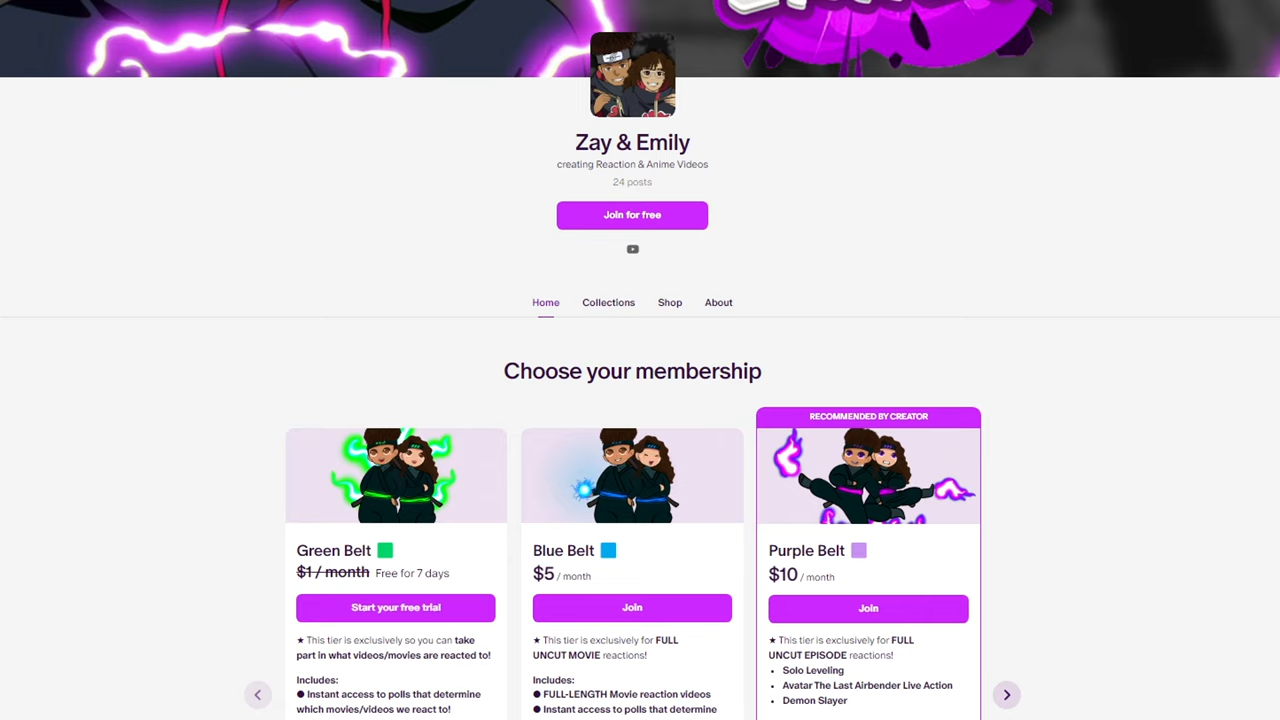 Zay & Emily
creating Reaction & Anime Videos
24 posts
Join for free
Home Collections Shop About
Choose your membership
Green Belt
$1 / month Free for 7 days
Start your free trial
★ This tier is exclusively so you can take
part in what videos/movies are reacted to!
Includes:
● Instant access to polls that determine
which movies/videos we react to!
Blue Belt
$5 / month
Join
★ This tier is exclusively for FULL
UNCUT MOVIE reactions!
Includes:
● FULL-LENGTH Movie reaction videos
● Instant access to polls that determine
RECOMMENDED BY CREATOR
Purple Belt
$10 / month
Join
★ This tier is exclusively for FULL
UNCUT EPISODE reactions!
• Solo Leveling
• Avatar The Last Airbender Live Action
• Demon Slayer